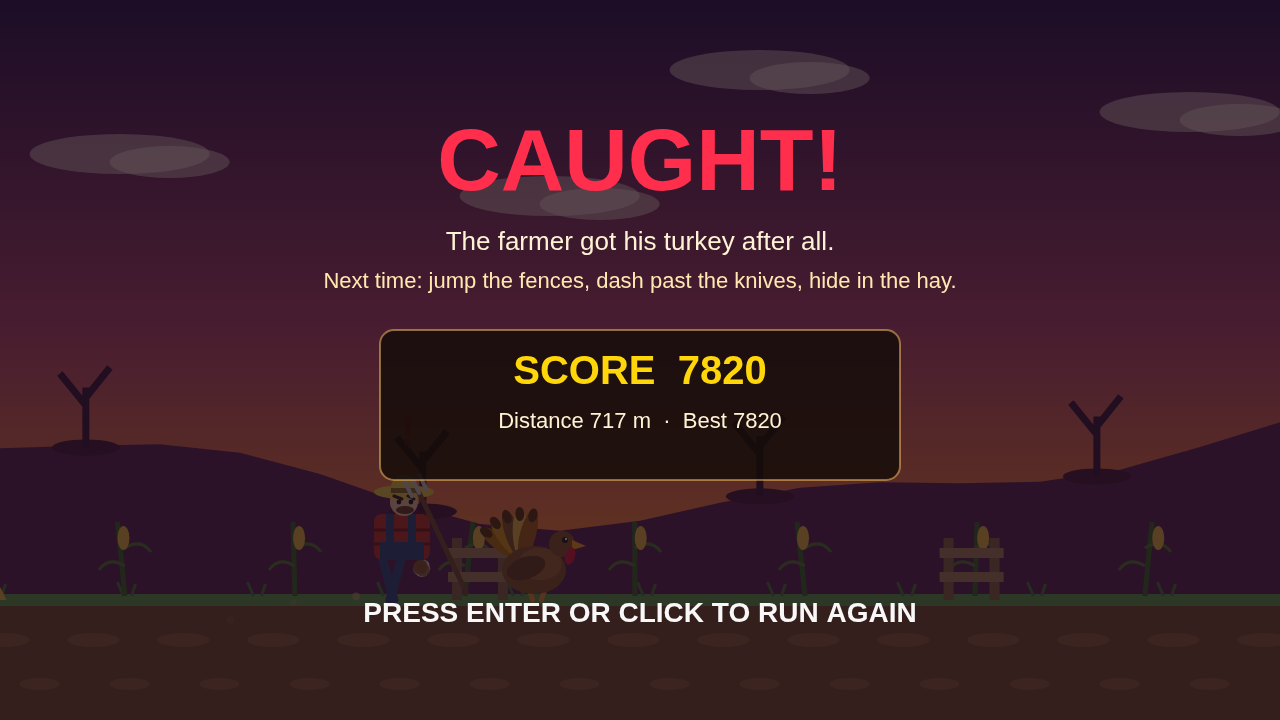 CAUGHT!
The farmer got his turkey after all.
Next time: jump the fences, dash past the knives, hide in the hay.
SCORE 7820
Distance 717 m · Best 7820
PRESS ENTER OR CLICK TO RUN AGAIN